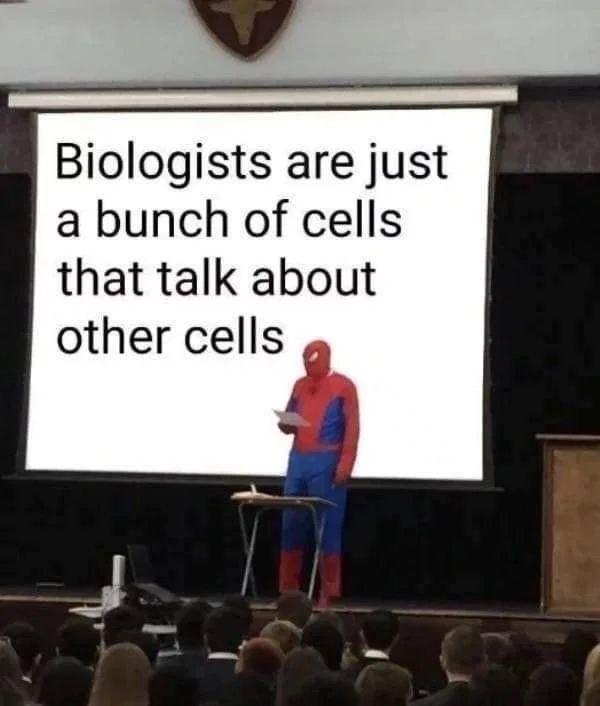 Biologists are just
a bunch of cells
that talk about
other cells